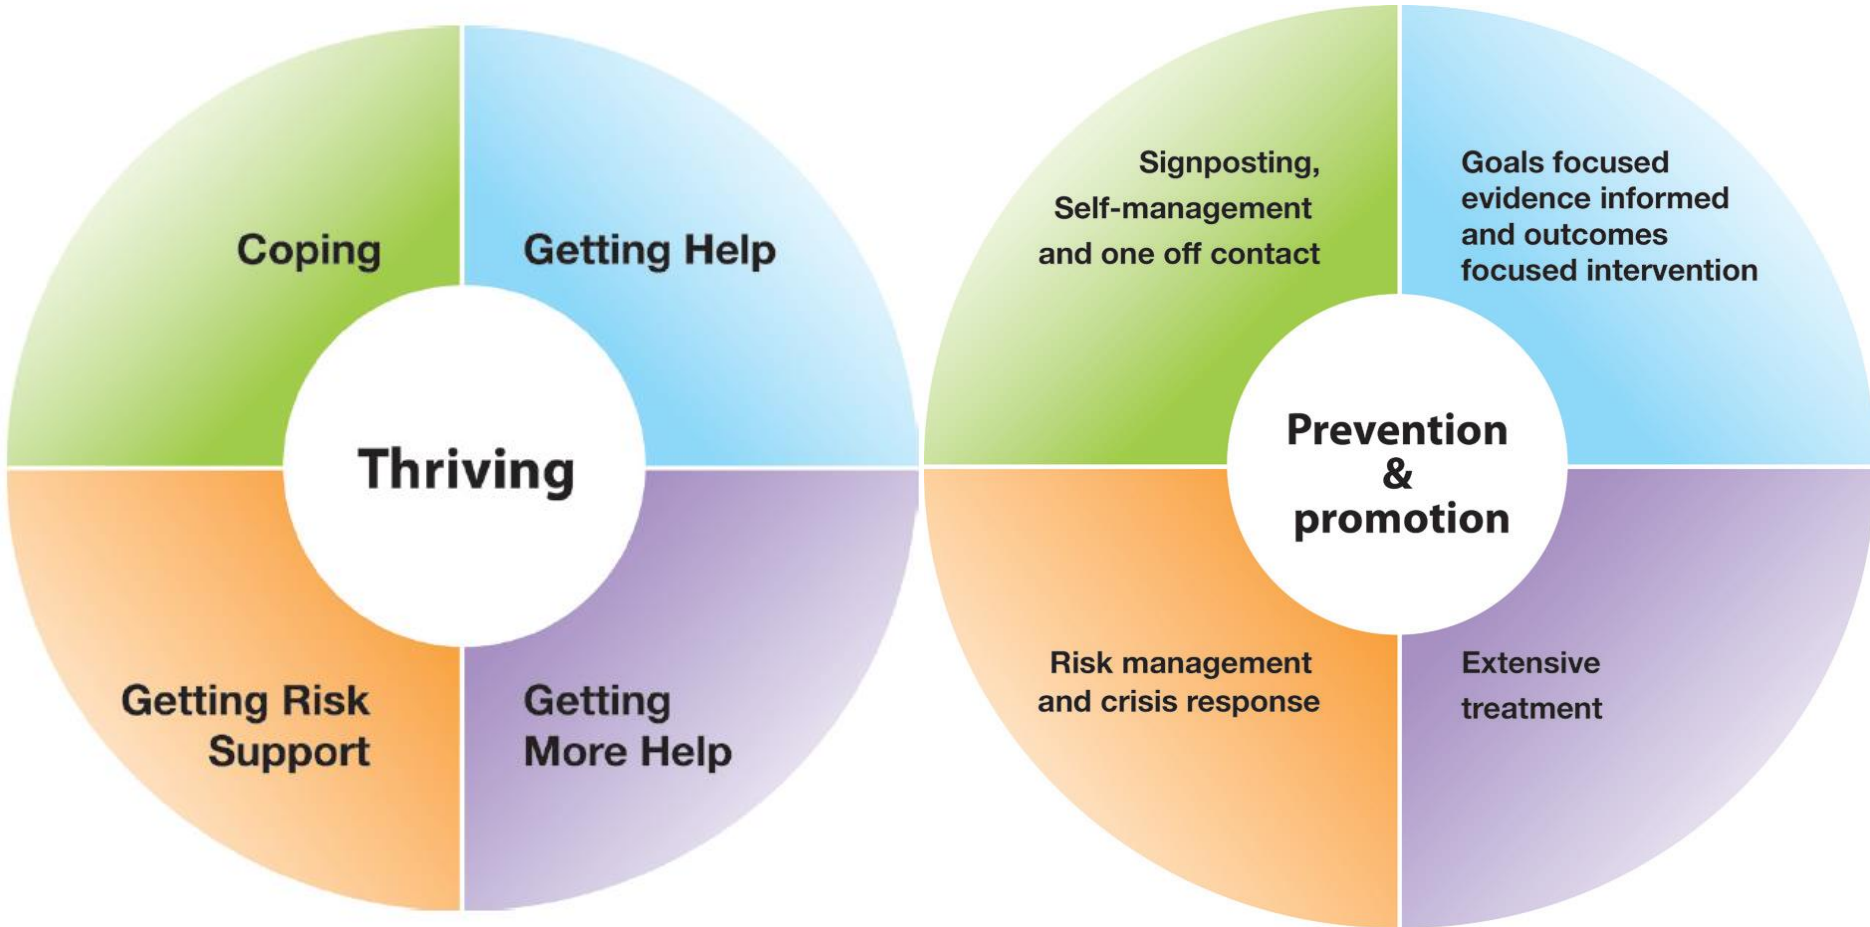 Coping
Getting Help
Thriving
Getting Risk
Support
Getting
More Help
Signposting,
Self-management
and one off contact
Goals focused
evidence informed
and outcomes
focused intervention
Prevention
&
promotion
Risk management
and crisis response
Extensive
treatment